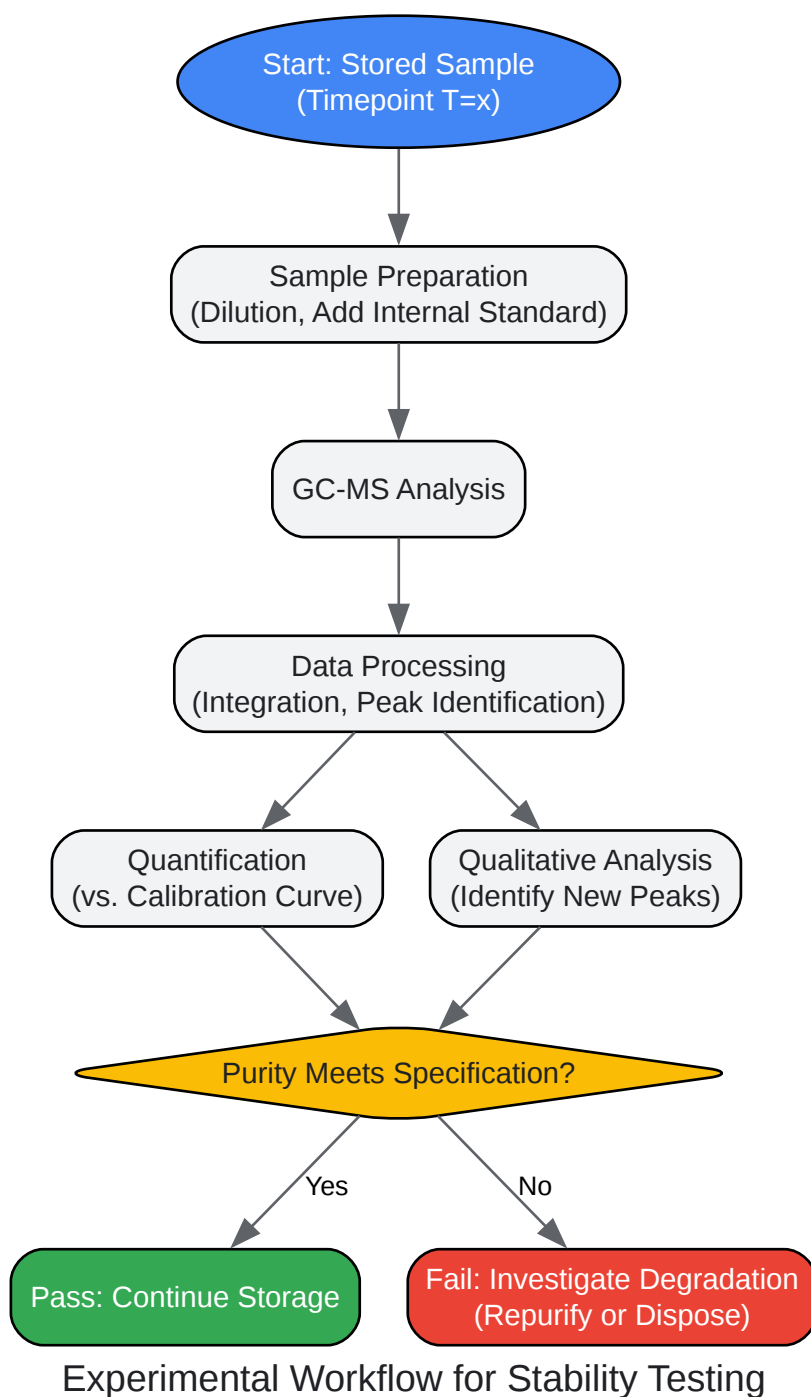 Start: Stored Sample
(Timepoint T=x)
Sample Preparation
(Dilution, Add Internal Standard)
GC-MS Analysis
Data Processing
(Integration, Peak Identification)
Quantification
(vs. Calibration Curve)
Qualitative Analysis
(Identify New Peaks)
Purity Meets Specification?
Yes
No
Pass: Continue Storage
Fail: Investigate Degradation
(Repurify or Dispose)
Experimental Workflow for Stability Testing